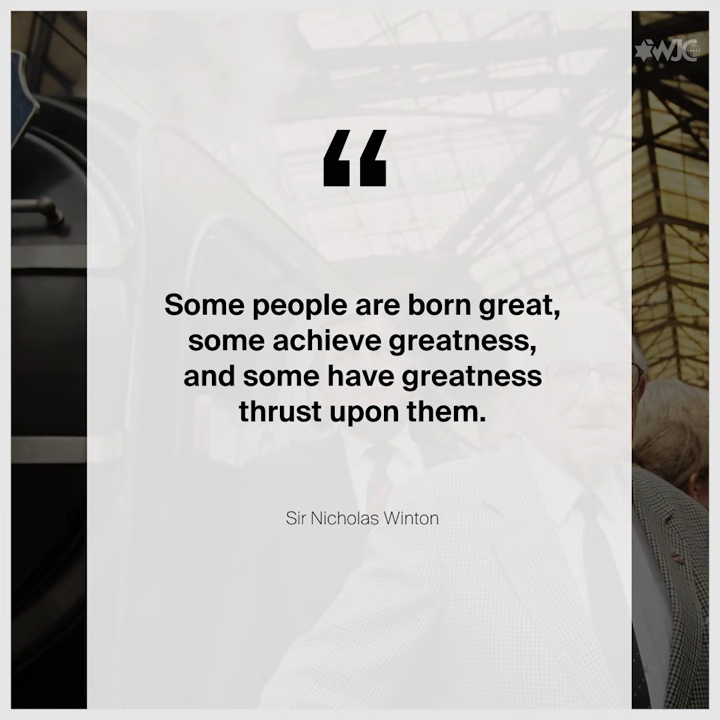 WJC
“
Some people are born great,
some achieve greatness,
and some have greatness
thrust upon them.
Sir Nicholas Winton